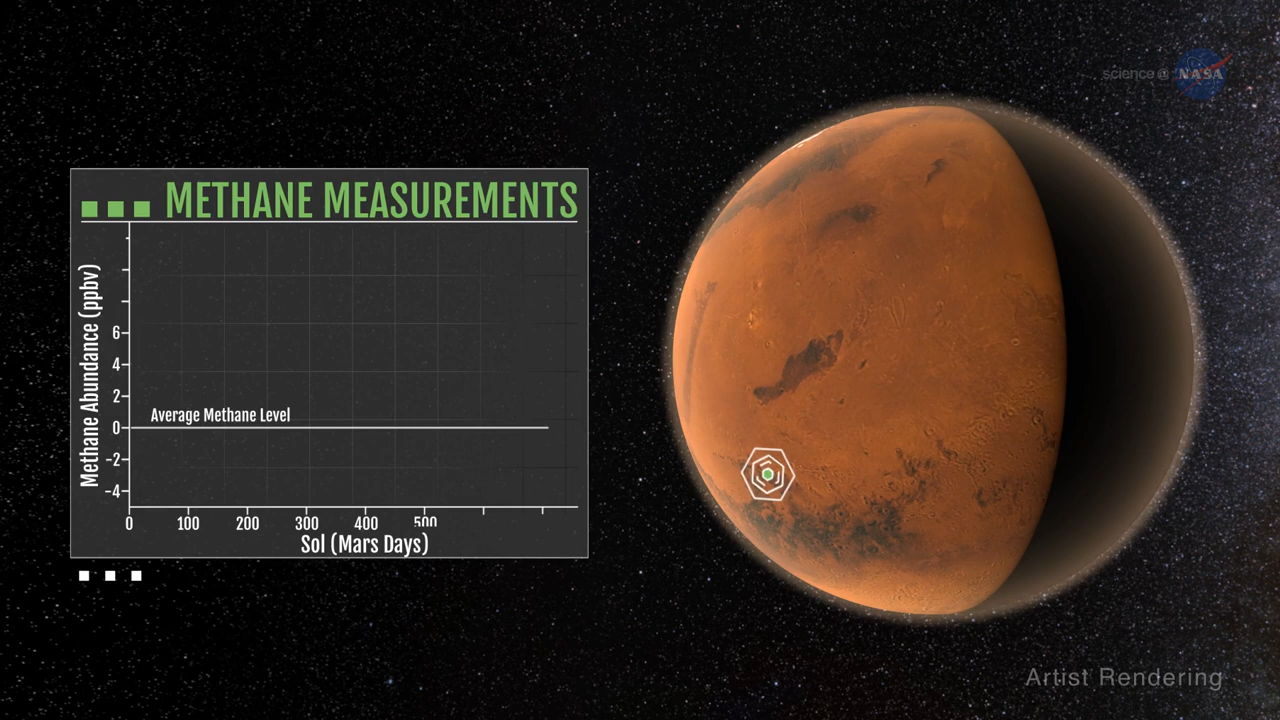 science@ NASA
METHANE MEASUREMENTS
Methane Abundance (ppbv)
6
4
2
0
-2
-4
Average Methane Level
0 100 200 300 400 500
Sol (Mars Days)
Artist Rendering